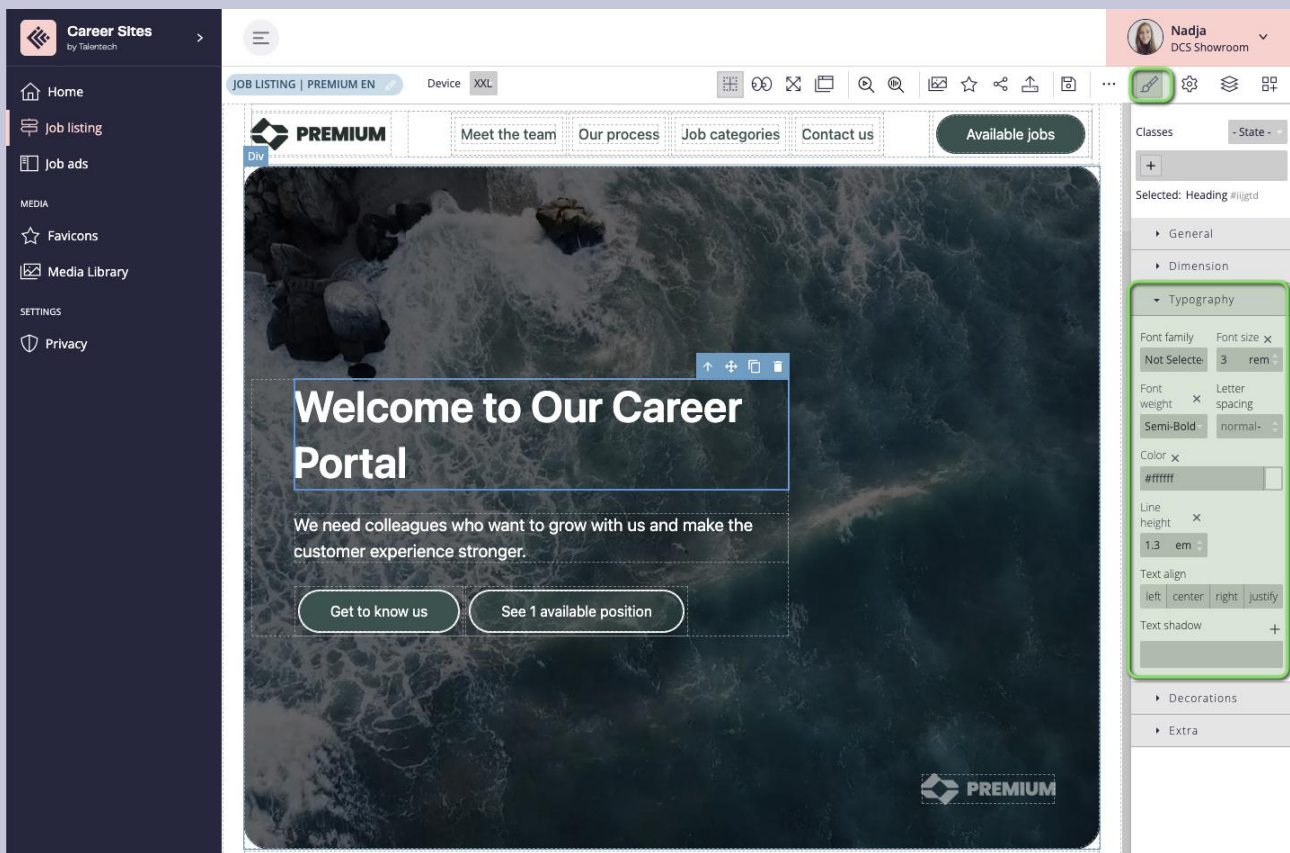 Career Sites
by Talentech
Home
Job listing
Job ads
MEDIA
Favicons
Media Library
SETTINGS
Privacy
Nadja
DCS Showroom
JOB LISTING | PREMIUM EN
Device XXL
PREMIUM Meet the team Our process Job categories Contact us Available jobs
Div
Welcome to Our Career
Portal
We need colleagues who want to grow with us and make the
customer experience stronger.
Get to know us See 1 available position
PREMIUM
Classes - State -
Selected: Heading #iijgtd
General
Dimension
Typography
Font family Font size
Not Selecte 3 rem
Font
weight
Letter
spacing
Semi-Bold normal-
Color
#ffffff
Line
height
1.3 em
Text align
left center right justify
Text shadow
Decorations
Extra